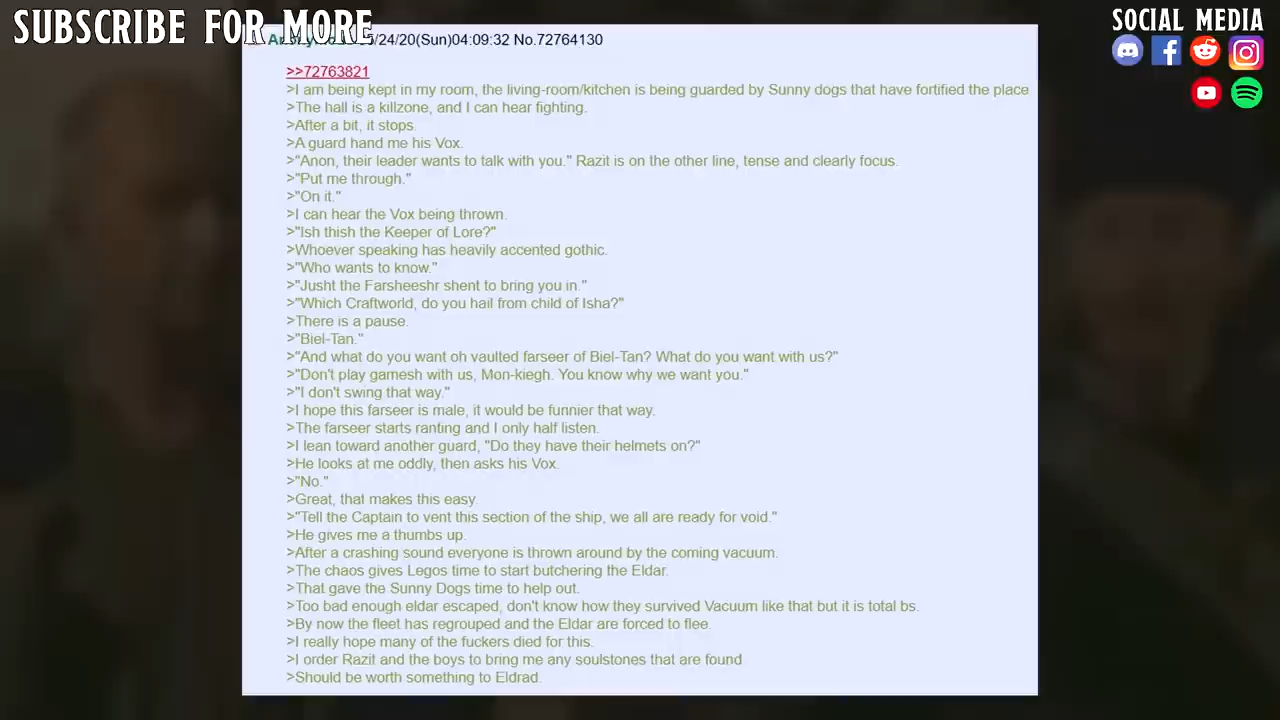 SUBSCRIBE FOR MORE
SOCIAL MEDIA
/24/20(Sun)04:09:32 No.72764130
>>72763821
>I am being kept in my room, the living-room/kitchen is being guarded by Sunny dogs that have fortified the place
>The hall is a killzone, and I can hear fighting.
>After a bit, it stops.
>A guard hand me his Vox.
>"Anon, their leader wants to talk with you." Razit is on the other line, tense and clearly focus.
>"Put me through."
>"On it."
>I can hear the Vox being thrown.
>"Ish thish the Keeper of Lore?"
>Whoever speaking has heavily accented gothic.
>"Who wants to know."
>"Jusht the Farsheeshr shent to bring you in."
>"Which Craftworld, do you hail from child of Isha?"
>There is a pause.
>"Biel-Tan."
>"And what do you want oh vaulted farseer of Biel-Tan? What do you want with us?"
>"Don't play gamesh with us, Mon-kiegh. You know why we want you."
>"I don't swing that way."
>I hope this farseer is male, it would be funnier that way.
>The farseer starts ranting and I only half listen.
>I lean toward another guard, "Do they have their helmets on?"
>He looks at me oddly, then asks his Vox.
>"No."
>Great, that makes this easy.
>"Tell the Captain to vent this section of the ship, we all are ready for void."
>He gives me a thumbs up.
>After a crashing sound everyone is thrown around by the coming vacuum.
>The chaos gives Legos time to start butchering the Eldar.
>That gave the Sunny Dogs time to help out.
>Too bad enough eldar escaped, don't know how they survived Vacuum like that but it is total bs.
>By now the fleet has regrouped and the Eldar are forced to flee.
>I really hope many of the fuckers died for this.
>I order Razit and the boys to bring me any soulstones that are found
>Should be worth something to Eldrad.